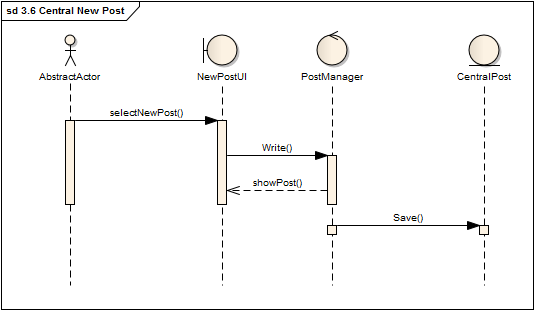 sd 3.6 Central New Post
AbstractActor
NewPostUI
PostManager
CentralPost
selectNewPost()
Write()
showPost()
Save()